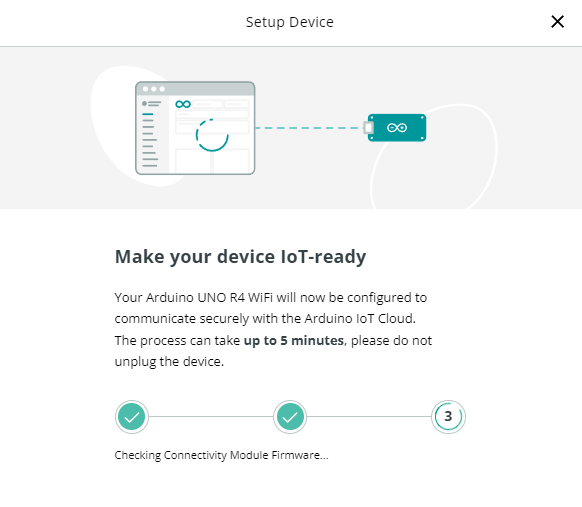 Setup Device
Make your device IoT-ready
Your Arduino UNO R4 WiFi will now be configured to
communicate securely with the Arduino IoT Cloud.
The process can take up to 5 minutes, please do not
unplug the device.
3
Checking Connectivity Module Firmware...